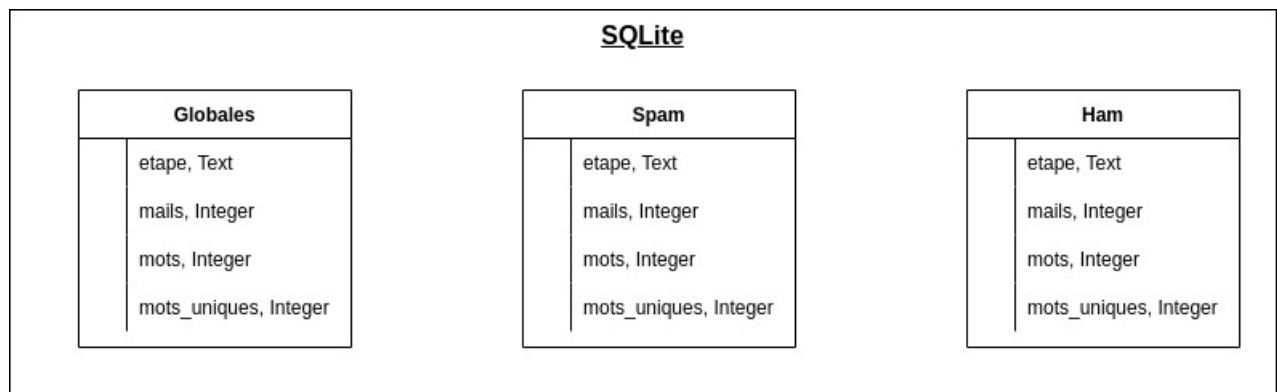 SQLite
Globales
etape, Text
mails, Integer
mots, Integer
mots_uniques, Integer
Spam
etape, Text
mails, Integer
mots, Integer
mots_uniques, Integer
Ham
etape, Text
mails, Integer
mots, Integer
mots_uniques, Integer